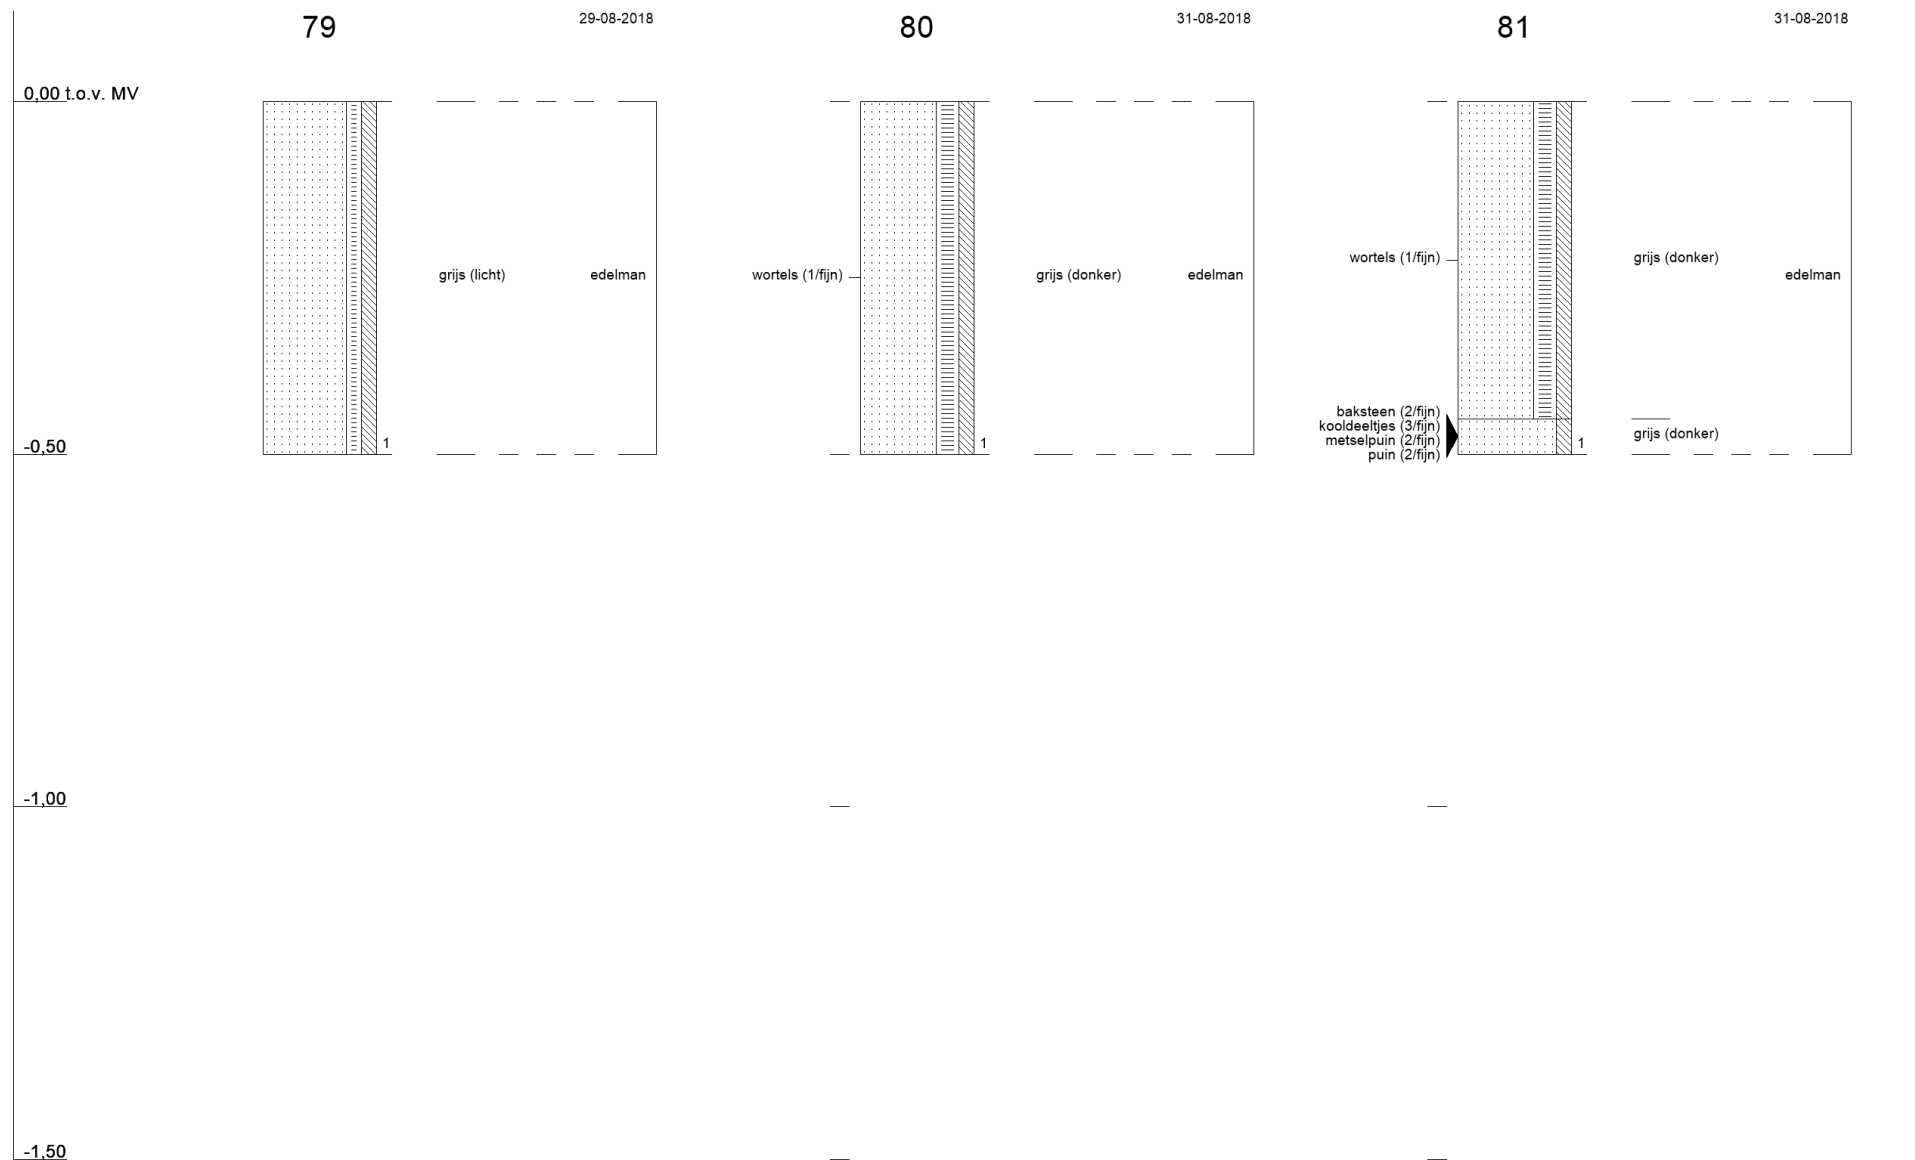 79
29-08-2018
80
31-08-2018
81
31-08-2018
0,00 t.o.v. MV
wortels (1/fijn)
grijs (donker)
grijs (licht)
edelman
wortels (1/fijn)
grijs (donker)
edelman
edelman
baksteen (2/fijn)
kooldeeltjes (3/fijn)
metselpuin (2/fijn)
puin (2/fijn)
grijs (donker)
-0,50
1
1
1
-1,00
-1,50